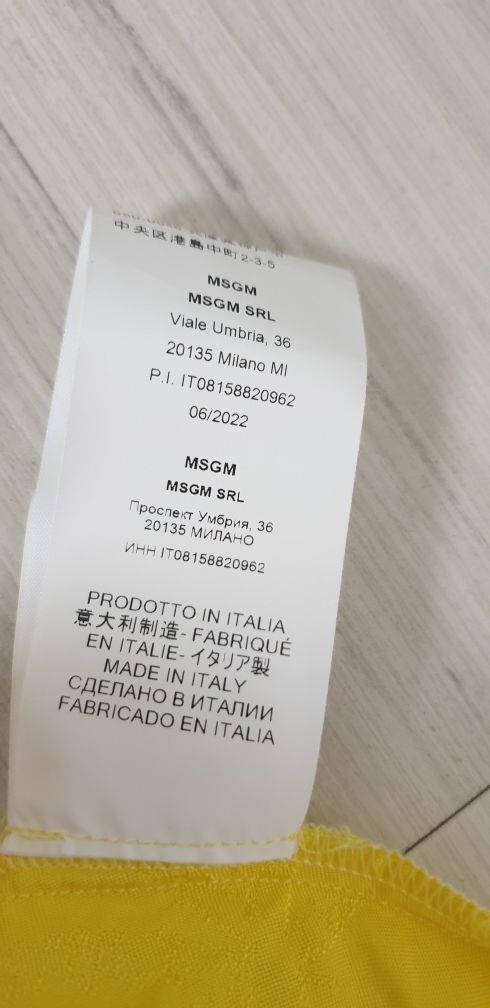 中央区港島中町2-3-5
MSGM
MSGM SRL
Viale Umbria, 36
20135 Milano MI
P.I. IT08158820962
06/2022
MSGM
MSGM SRL
Проспект Умбрия, 36
20135 МИЛАНО
ИНН IT08158820962
PRODOTTO IN ITALIA
意大利制造- FABRIQUÉ
EN ITALIE- イタリア製
MADE IN ITALY
СДЕЛАНО В ИТАЛИИ
FABRICADO EN ITALIA